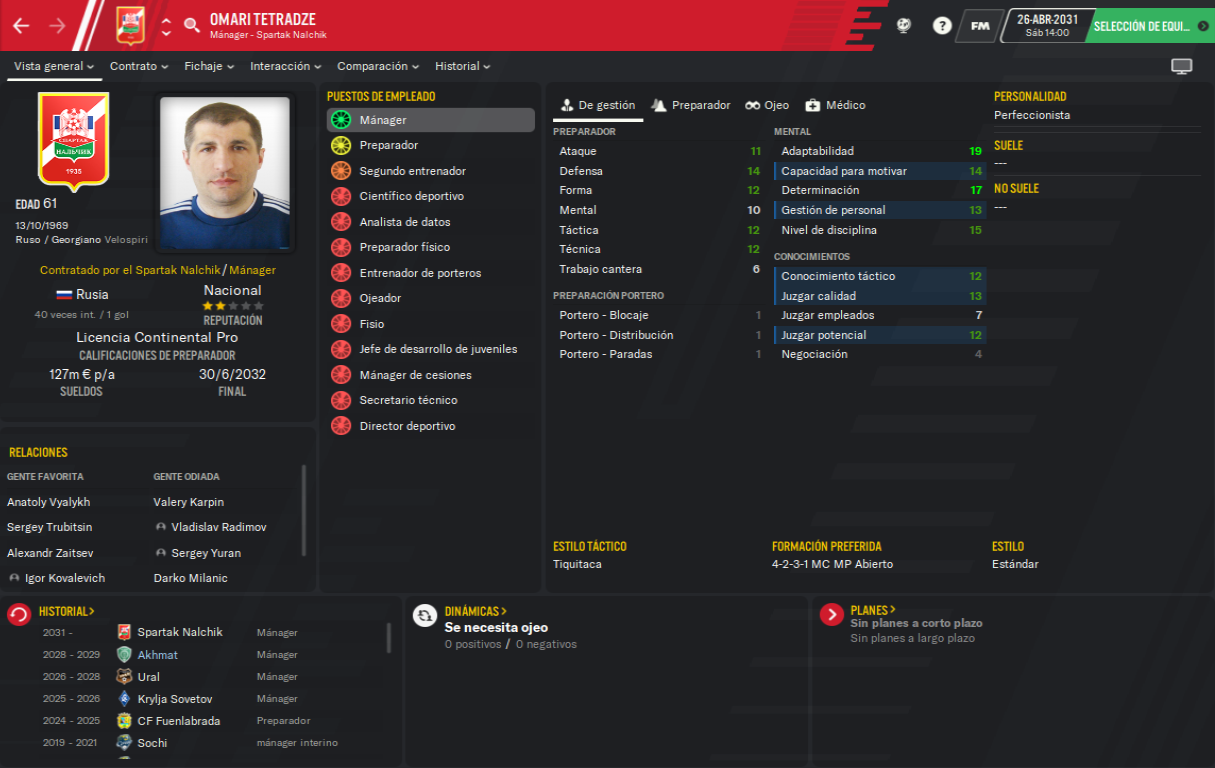 OMARI TETRADZE
Mánager - Spartak Nalchik
?
FM
26-ABR-2031
Sáb 14:00
SELECCIÓN DE EQUI...
Vista general
Contrato
Fichaje
Interacción
Comparación
Historial
СПАРТАК
НАЛЬЧИК
1935
EDAD 61
13/10/1969
Ruso / Georgiano Velospiri
Contratado por el Spartak Nalchik / Mánager
Rusia
40 veces int. / 1 gol
Nacional
REPUTACIÓN
Licencia Continental Pro
CALIFICACIONES DE PREPARADOR
127m € p/a
SUELDOS
30/6/2032
FINAL
RELACIONES
GENTE FAVORITA
GENTE ODIADA
Anatoly Vyalykh
Valery Karpin
Sergey Trubitsin
Vladislav Radimov
Alexandr Zaitsev
Sergey Yuran
Igor Kovalevich
Darko Milanic
PUESTOS DE EMPLEADO
Mánager
Preparador
Segundo entrenador
Científico deportivo
Analista de datos
Preparador físico
Entrenador de porteros
Ojeador
Fisio
Jefe de desarrollo de juveniles
Mánager de cesiones
Secretario técnico
Director deportivo
De gestión
Preparador
Ojeo
Médico
PREPARADOR
Ataque 11
Defensa 14
Forma 12
Mental 10
Táctica 12
Técnica 12
Trabajo cantera 6
PREPARACIÓN PORTERO
Portero - Blocaje 1
Portero - Distribución 1
Portero - Paradas 1
MENTAL
Adaptabilidad 19
Capacidad para motivar 14
Determinación 17
Gestión de personal 13
Nivel de disciplina 15
CONOCIMIENTOS
Conocimiento táctico 12
Juzgar calidad 13
Juzgar empleados 7
Juzgar potencial 12
Negociación 4
PERSONALIDAD
Perfeccionista
SUELE
---
NO SUELE
---
ESTILO TÁCTICO
Tiquitaca
FORMACIÓN PREFERIDA
4-2-3-1 MC MP Abierto
ESTILO
Estándar
HISTORIAL >
2031 - Spartak Nalchik Mánager
2028 - 2029 Akhmat Mánager
2026 - 2028 Ural Mánager
2025 - 2026 Krylja Sovetov Mánager
2024 - 2025 CF Fuenlabrada Preparador
2019 - 2021 Sochi mánager interino
DINÁMICAS >
Se necesita ojeo
0 positivos / 0 negativos
PLANES >
Sin planes a corto plazo
Sin planes a largo plazo